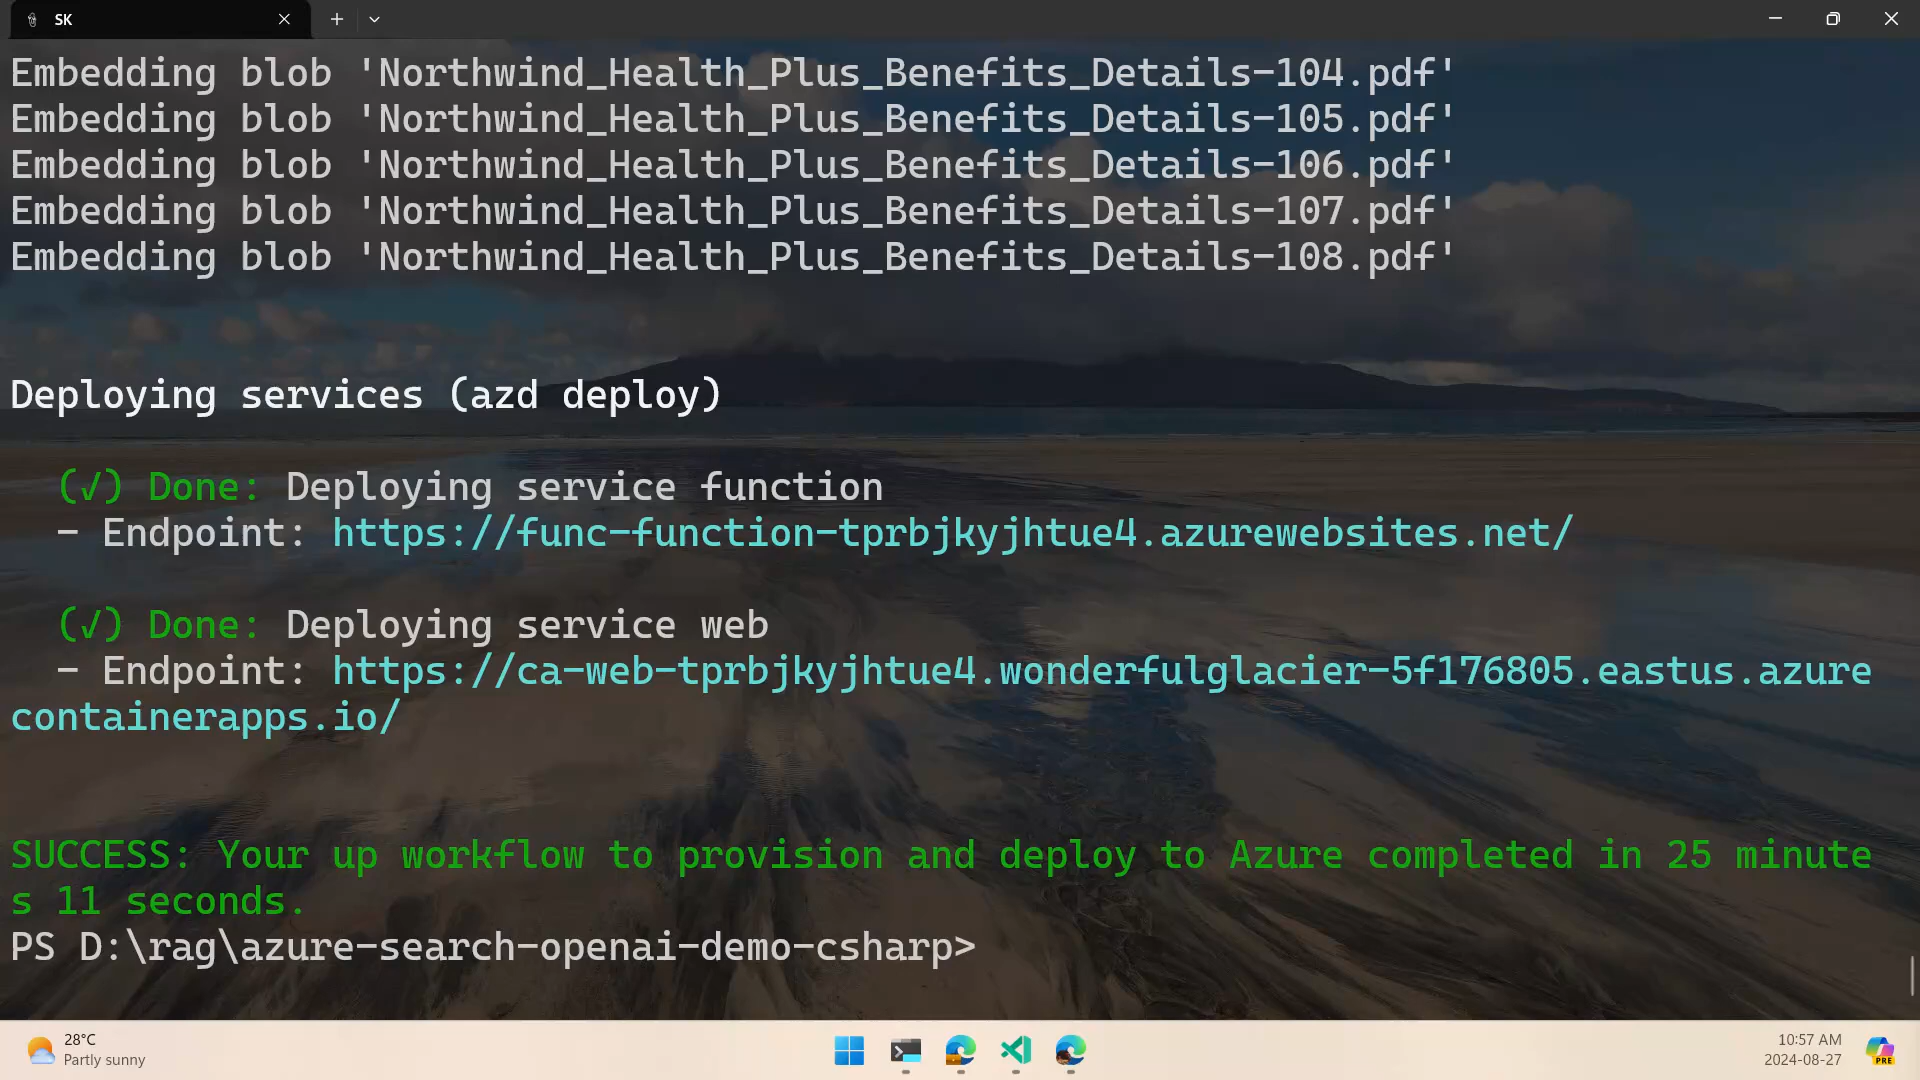 SK
Embedding blob 'Northwind_Health_Plus_Benefits_Details-104.pdf'
Embedding blob 'Northwind_Health_Plus_Benefits_Details-105.pdf'
Embedding blob 'Northwind_Health_Plus_Benefits_Details-106.pdf'
Embedding blob 'Northwind_Health_Plus_Benefits_Details-107.pdf'
Embedding blob 'Northwind_Health_Plus_Benefits_Details-108.pdf'
Deploying services (azd deploy)
(√) Done: Deploying service function
- Endpoint: https://func-function-tprbjkyjhtue4.azurewebsites.net/
(√) Done: Deploying service web
- Endpoint: https://ca-web-tprbjkyjhtue4.wonderfulglacier-5f176805.eastus.azure
containerapps.io/
SUCCESS: Your up workflow to provision and deploy to Azure completed in 25 minute
s 11 seconds.
PS D:\rag\azure-search-openai-demo-csharp>
28°C
Partly sunny
10:57 AM
2024-08-27
PRE